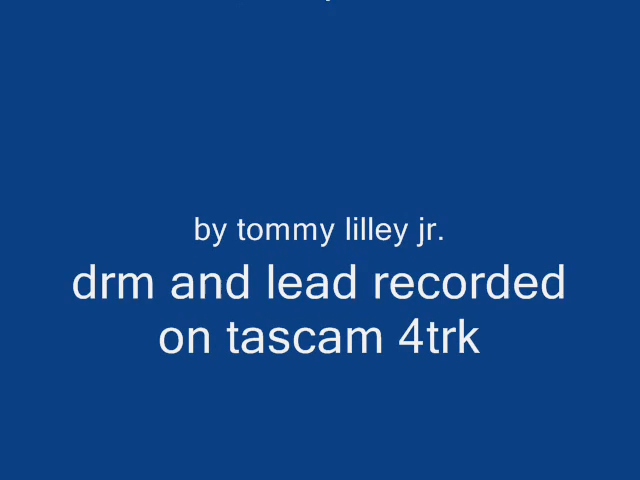 by tommy lilley jr.
drm and lead recorded
on tascam 4trk